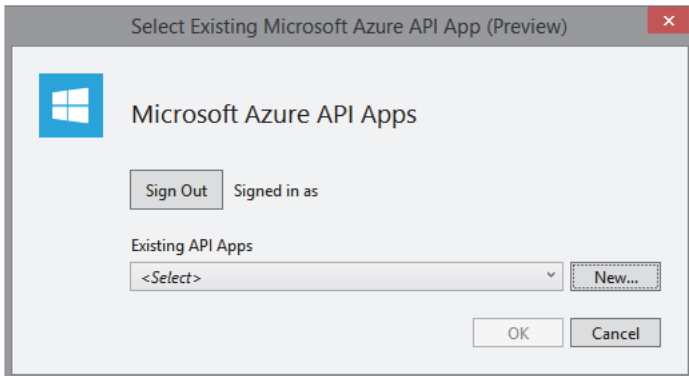 Select Existing Microsoft Azure API App (Preview)
Microsoft Azure API Apps
Sign Out Signed in as
Existing API Apps
<Select> New...
OK Cancel